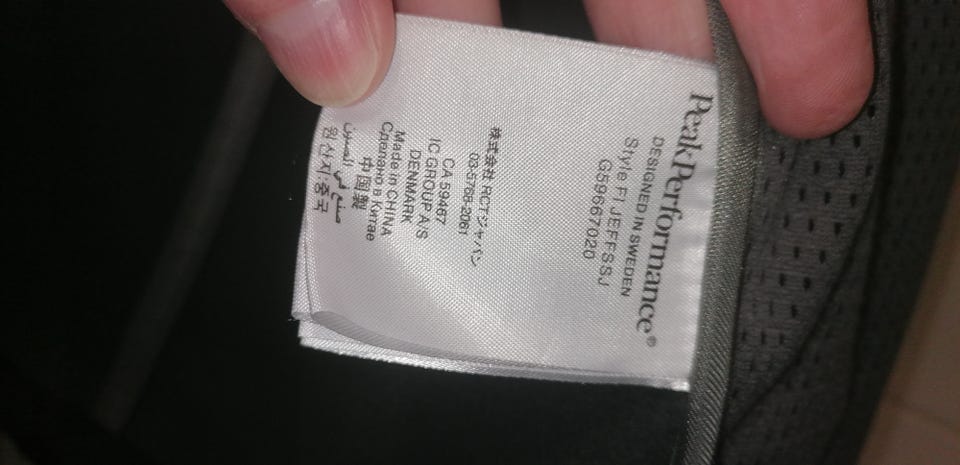 PeakPerformance®
DESIGNED IN SWEDEN
Style FI JEFFSSJ
G59667020
株式会社 RCTジャパン
03-5768-2061
CA 59467
IC GROUP A/S
DENMARK
Made in CHINA
Сделано в Китае
中国製
صنع في الصين
원산지:중국